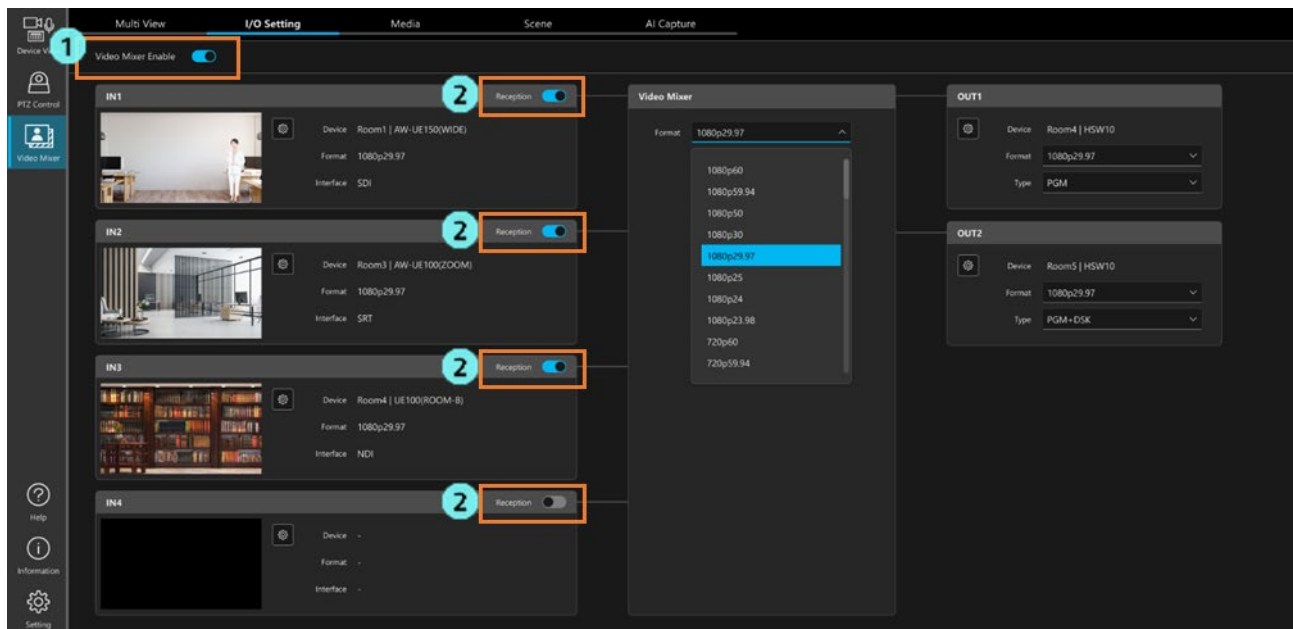 Multi View
I/O Setting
Media
Scene
AI Capture
1
Video Mixer Enable
PTZ Control
Video Mixer
Help
Information
Setting
IN1
2
Reception
Device Room1 | AW-UE150(WIDE)
Format 1080p29.97
Interface SDI
IN2
2
Reception
Device Room3 | AW-UE100(ZOOM)
Format 1080p29.97
Interface SRT
IN3
2
Reception
Device Room4 | UE100(ROOM-B)
Format 1080p29.97
Interface NDI
IN4
2
Reception
Device -
Format -
Interface -
Video Mixer
Format 1080p29.97
1080p60
1080p59.94
1080p50
1080p30
1080p29.97
1080p25
1080p24
1080p23.98
720p60
720p59.94
OUT1
Device Room4 | HSW10
Format 1080p29.97
Type PGM
OUT2
Device Room5 | HSW10
Format 1080p29.97
Type PGM+DSK